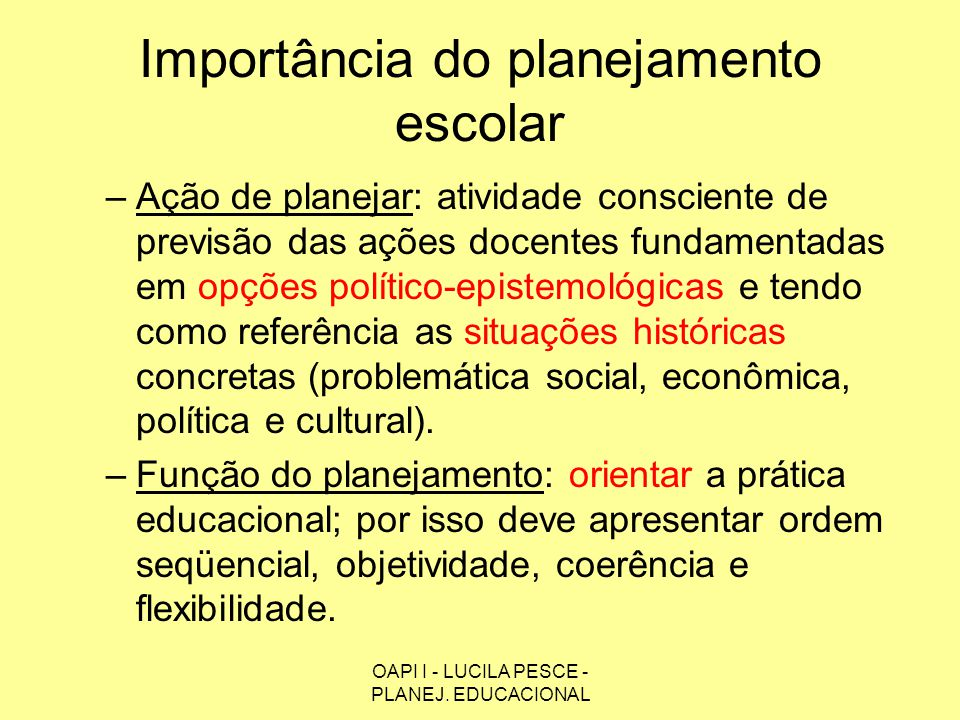 Importância do planejamento
escolar
– Ação de planejar: atividade consciente de
previsão das ações docentes fundamentadas
em opções político-epistemológicas e tendo
como referência as situações históricas
concretas (problemática social, econômica,
política e cultural).
– Função do planejamento: orientar a prática
educacional; por isso deve apresentar ordem
seqüencial, objetividade, coerência e
flexibilidade.
OAPI I - LUCILA PESCE -
PLANEJ. EDUCACIONAL